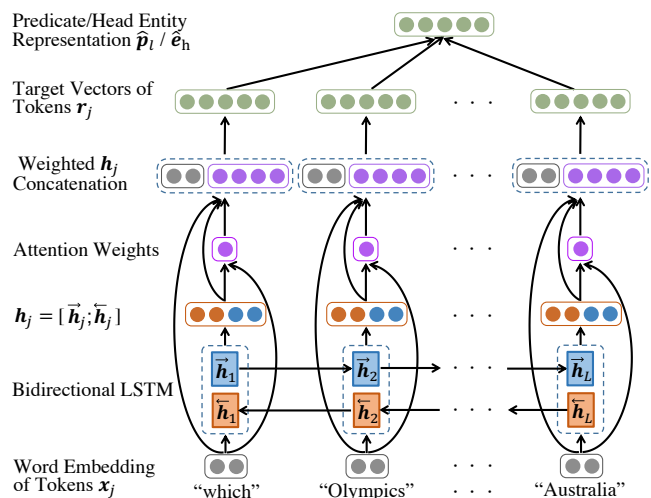 Predicate/Head Entity
Representation p̂_l / ê_h
Target Vectors of
Tokens r_j
Weighted h_j
Concatenation
Attention Weights
h_j = [h⃗_j; h⃖_j]
Bidirectional LSTM
h⃗_1 h⃗_2 . . . h⃗_L
h⃖_1 h⃖_2 . . . h⃖_L
Word Embedding
of Tokens x_j
“which” “Olympics” . . . “Australia”